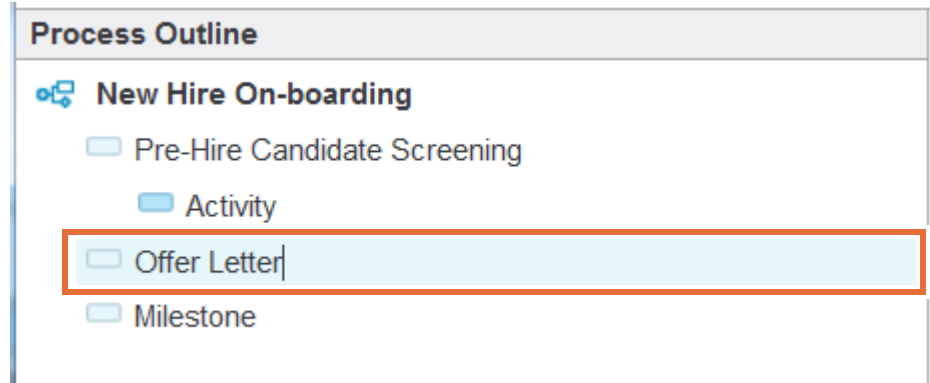 Process Outline
New Hire On-boarding
Pre-Hire Candidate Screening
Activity
Offer Letter
Milestone